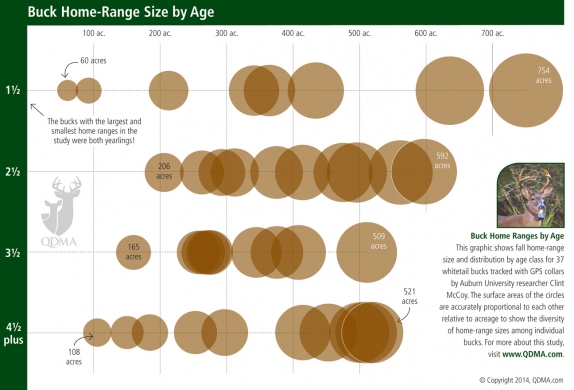 Buck Home-Range Size by Age
100 ac. 200 ac. 300 ac. 400 ac. 500 ac. 600 ac. 700 ac.
60 acres
1½
754
acres
The bucks with the largest and
smallest home ranges in the
study were both yearlings!
2½
206
acres
592
acres
QDMA
3½
165
acres
509
acres
4½
plus
108
acres
521
acres
Buck Home Ranges by Age
This graphic shows fall home-range
size and distribution by age class for 37
whitetail bucks tracked with GPS collars
by Auburn University researcher Clint
McCoy. The surface areas of the circles
are accurately proportional to each other
relative to acreage to show the diversity
of home-range sizes among individual
bucks. For more about this study,
visit www.QDMA.com.
© Copyright 2014, QDMA.com